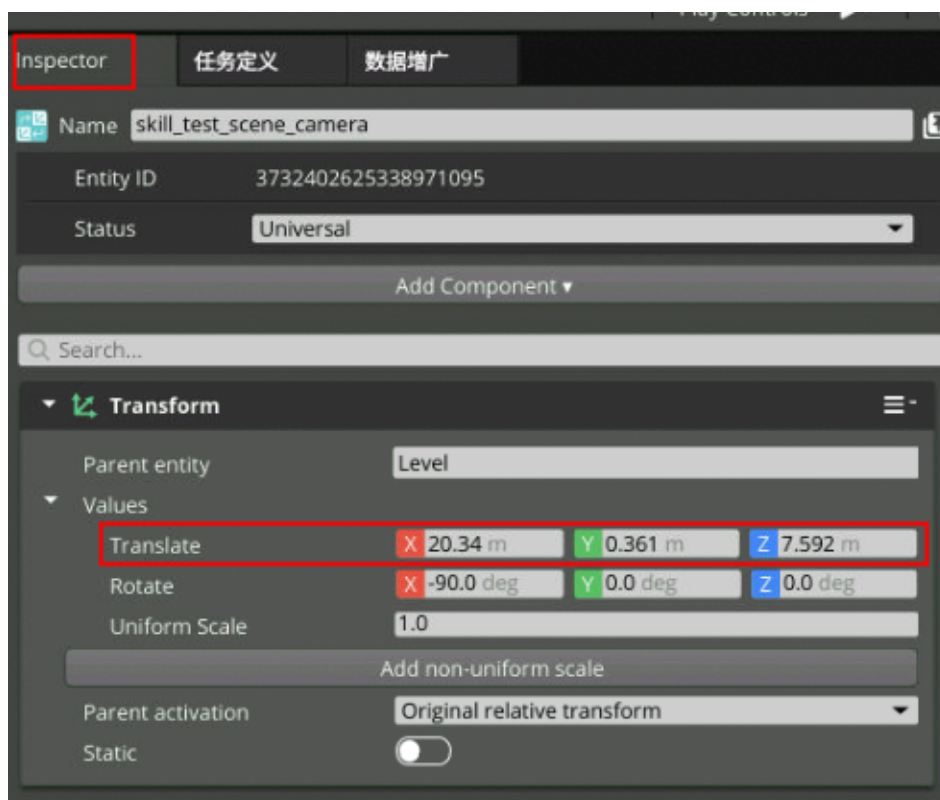 Play Controls
Inspector 任务定义 数据增广
Name skill_test_scene_camera
Entity ID 3732402625338971095
Status Universal
Add Component ▾
Search...
Transform
Parent entity Level
Values
Translate X 20.34 m Y 0.361 m Z 7.592 m
Rotate X -90.0 deg Y 0.0 deg Z 0.0 deg
Uniform Scale 1.0
Add non-uniform scale
Parent activation Original relative transform
Static